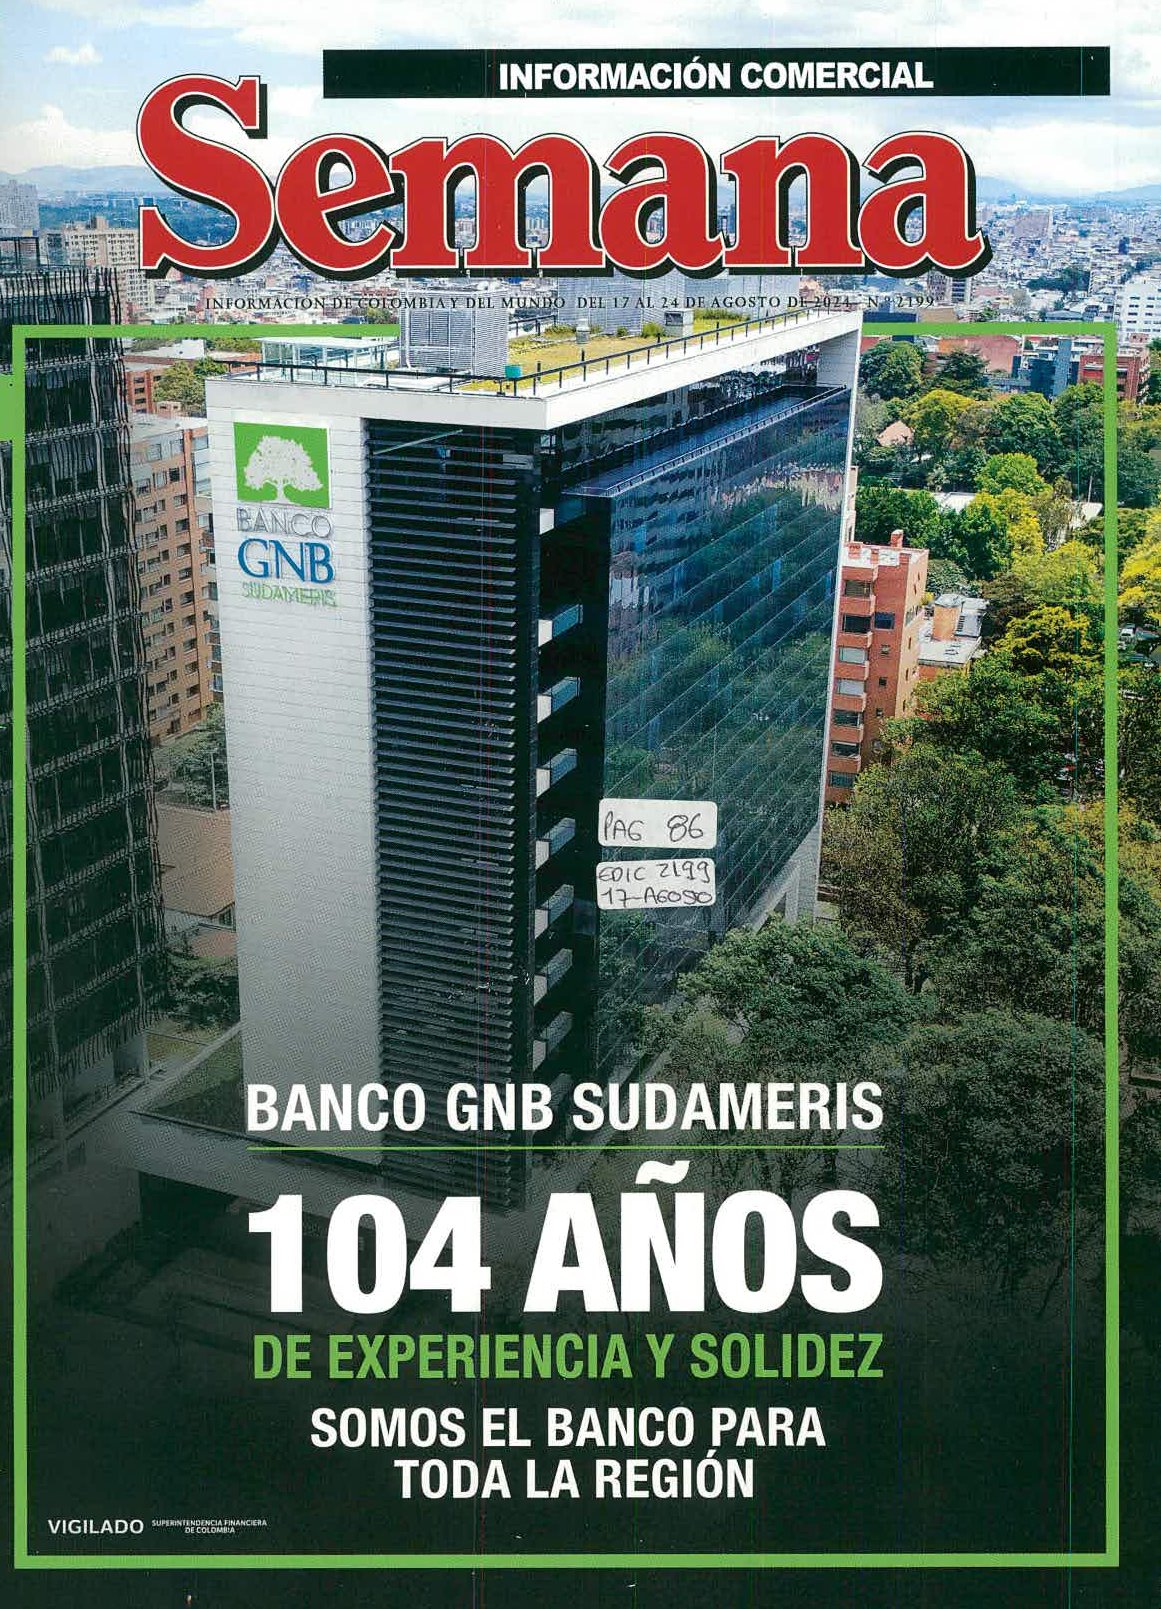 INFORMACIÓN COMERCIAL
Semana
INFORMACIÓN DE COLOMBIA Y DEL MUNDO DEL 17 AL 24 DE AGOSTO DE 2024 N.º 2199
BANCO
GNB
SUDAMERIS
PAG 86
EDIC 2199
17-AGOSTO
BANCO GNB SUDAMERIS
104 AÑOS
DE EXPERIENCIA Y SOLIDEZ
SOMOS EL BANCO PARA
TODA LA REGIÓN
VIGILADO SUPERINTENDENCIA FINANCIERA
DE COLOMBIA